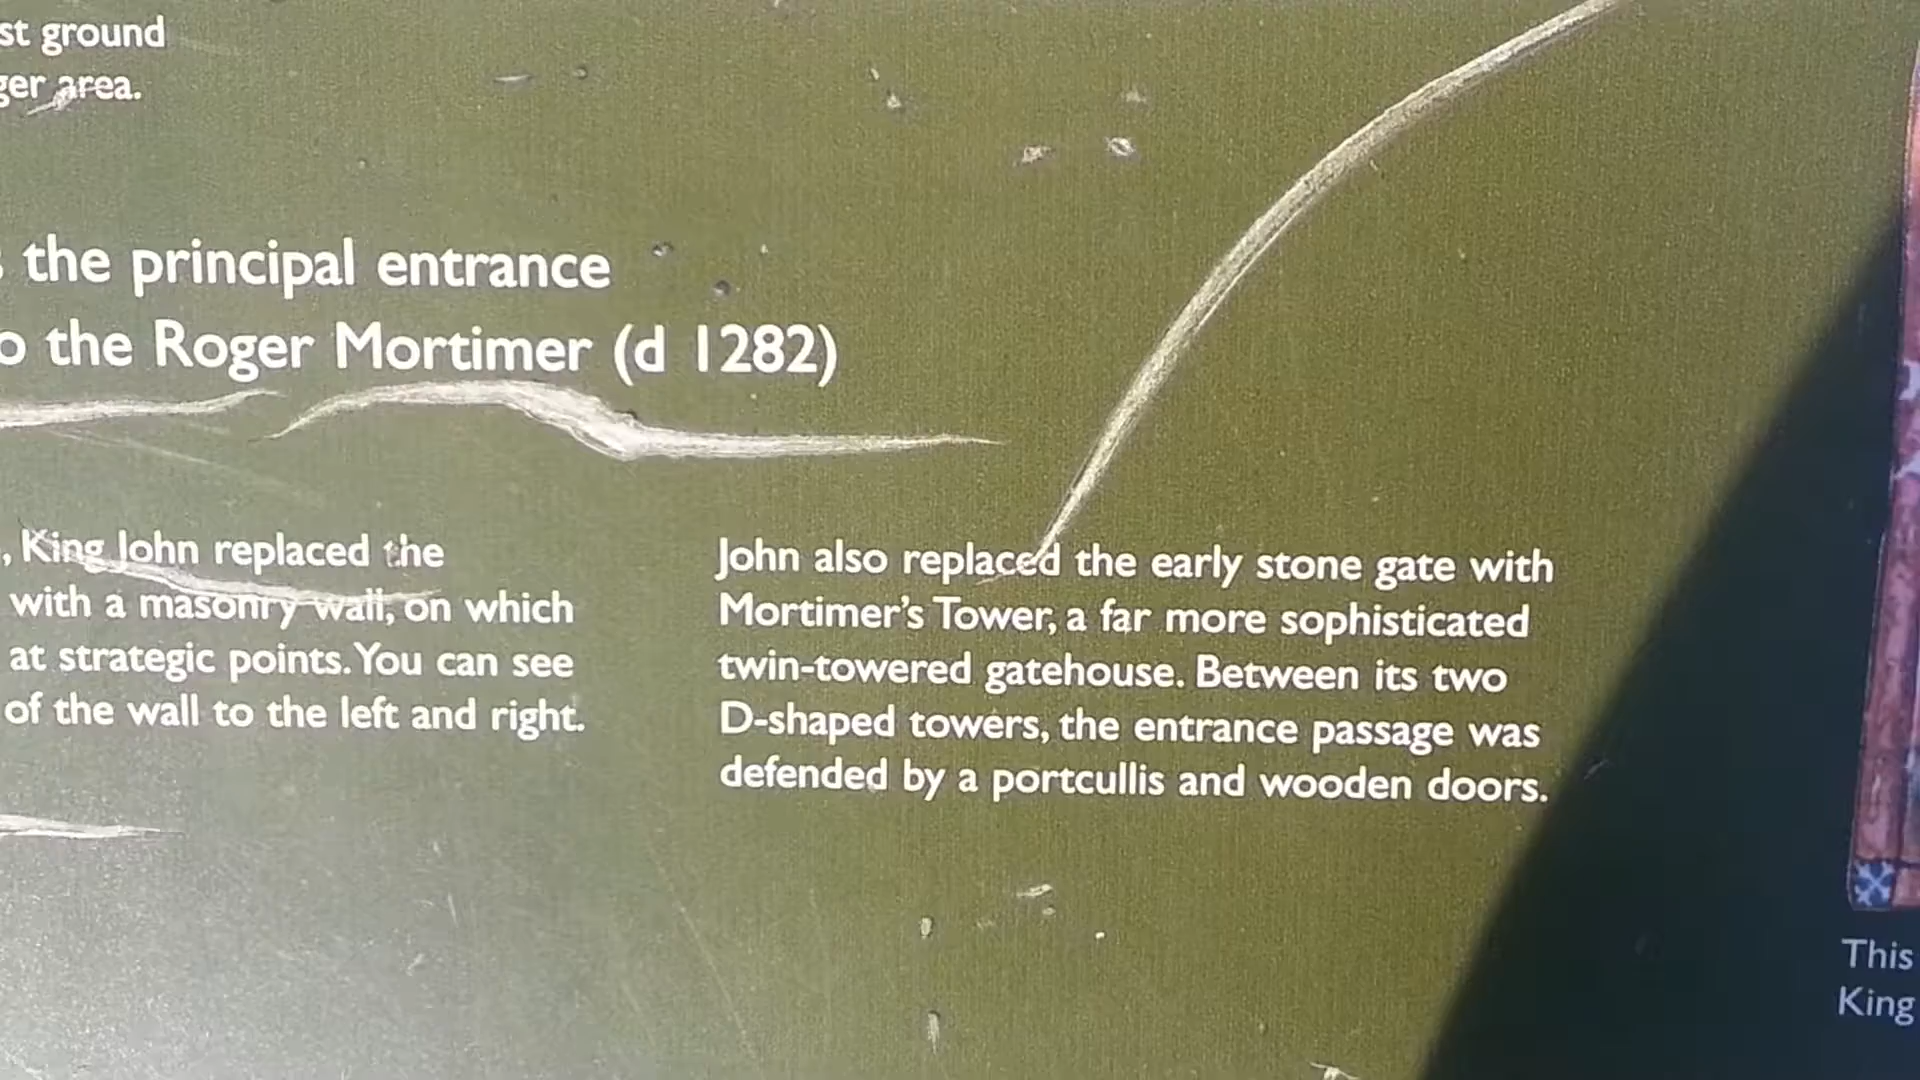 st ground
ger area.
the principal entrance
o the Roger Mortimer (d 1282)
, King John replaced the
with a masonry wall, on which
at strategic points. You can see
of the wall to the left and right.
John also replaced the early stone gate with
Mortimer's Tower, a far more sophisticated
twin-towered gatehouse. Between its two
D-shaped towers, the entrance passage was
defended by a portcullis and wooden doors.
This
King